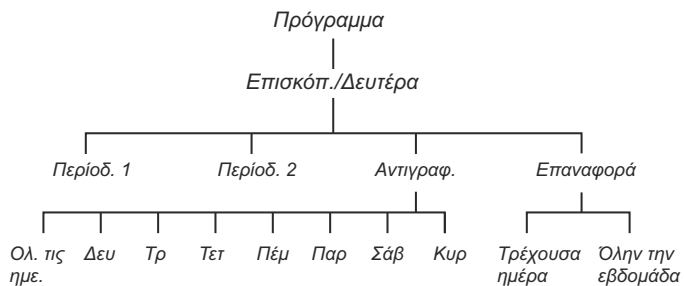 Πρόγραμμα
Επισκόπ./Δευτέρα
Περίοδ. 1 Περίοδ. 2 Αντιγραφ. Επαναφορά
Ολ. τις Δευ Τρ Τετ Πέμ Παρ Σάβ Κυρ Τρέχουσα Όλην την
ημε. ημέρα εβδομάδα